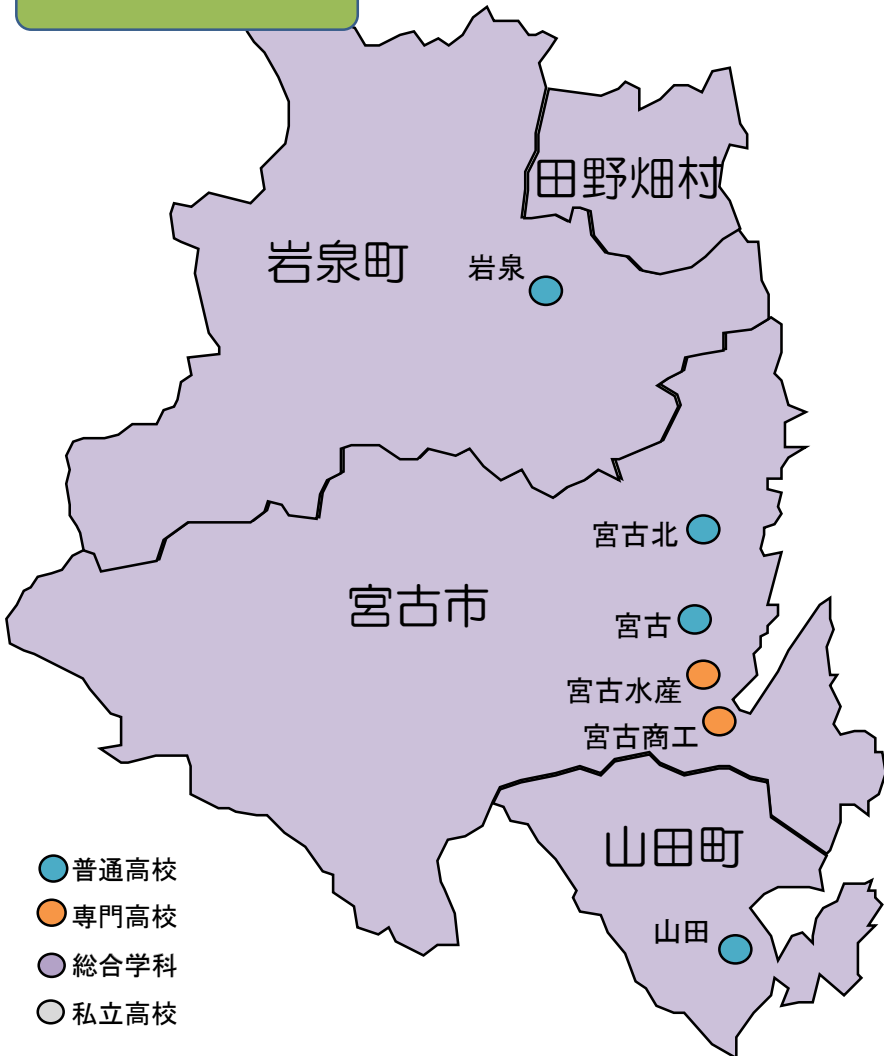 田野畑村
岩泉町
岩泉
宮古北
宮古市
宮古
宮古水産
宮古商工
山田町
山田
普通高校
専門高校
総合学科
私立高校